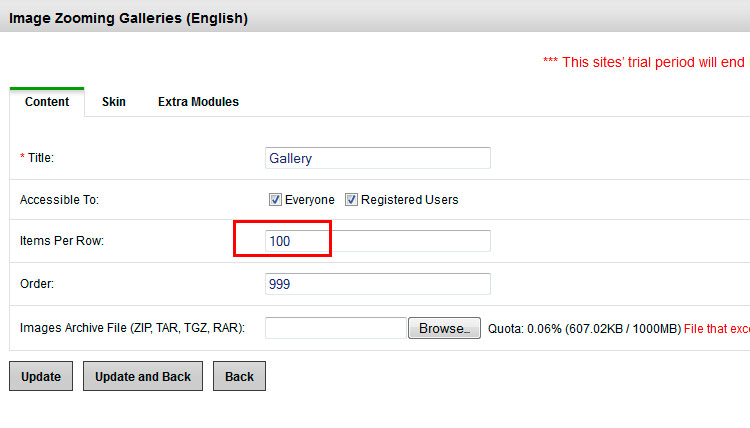 Image Zooming Galleries (English)
*** This sites' trial period will end
Content Skin Extra Modules
* Title: Gallery
Accessible To: Everyone Registered Users
Items Per Row: 100
Order: 999
Images Archive File (ZIP, TAR, TGZ, RAR): Browse.. Quota: 0.06% (607.02KB / 1000MB) File that exc
Update Update and Back Back